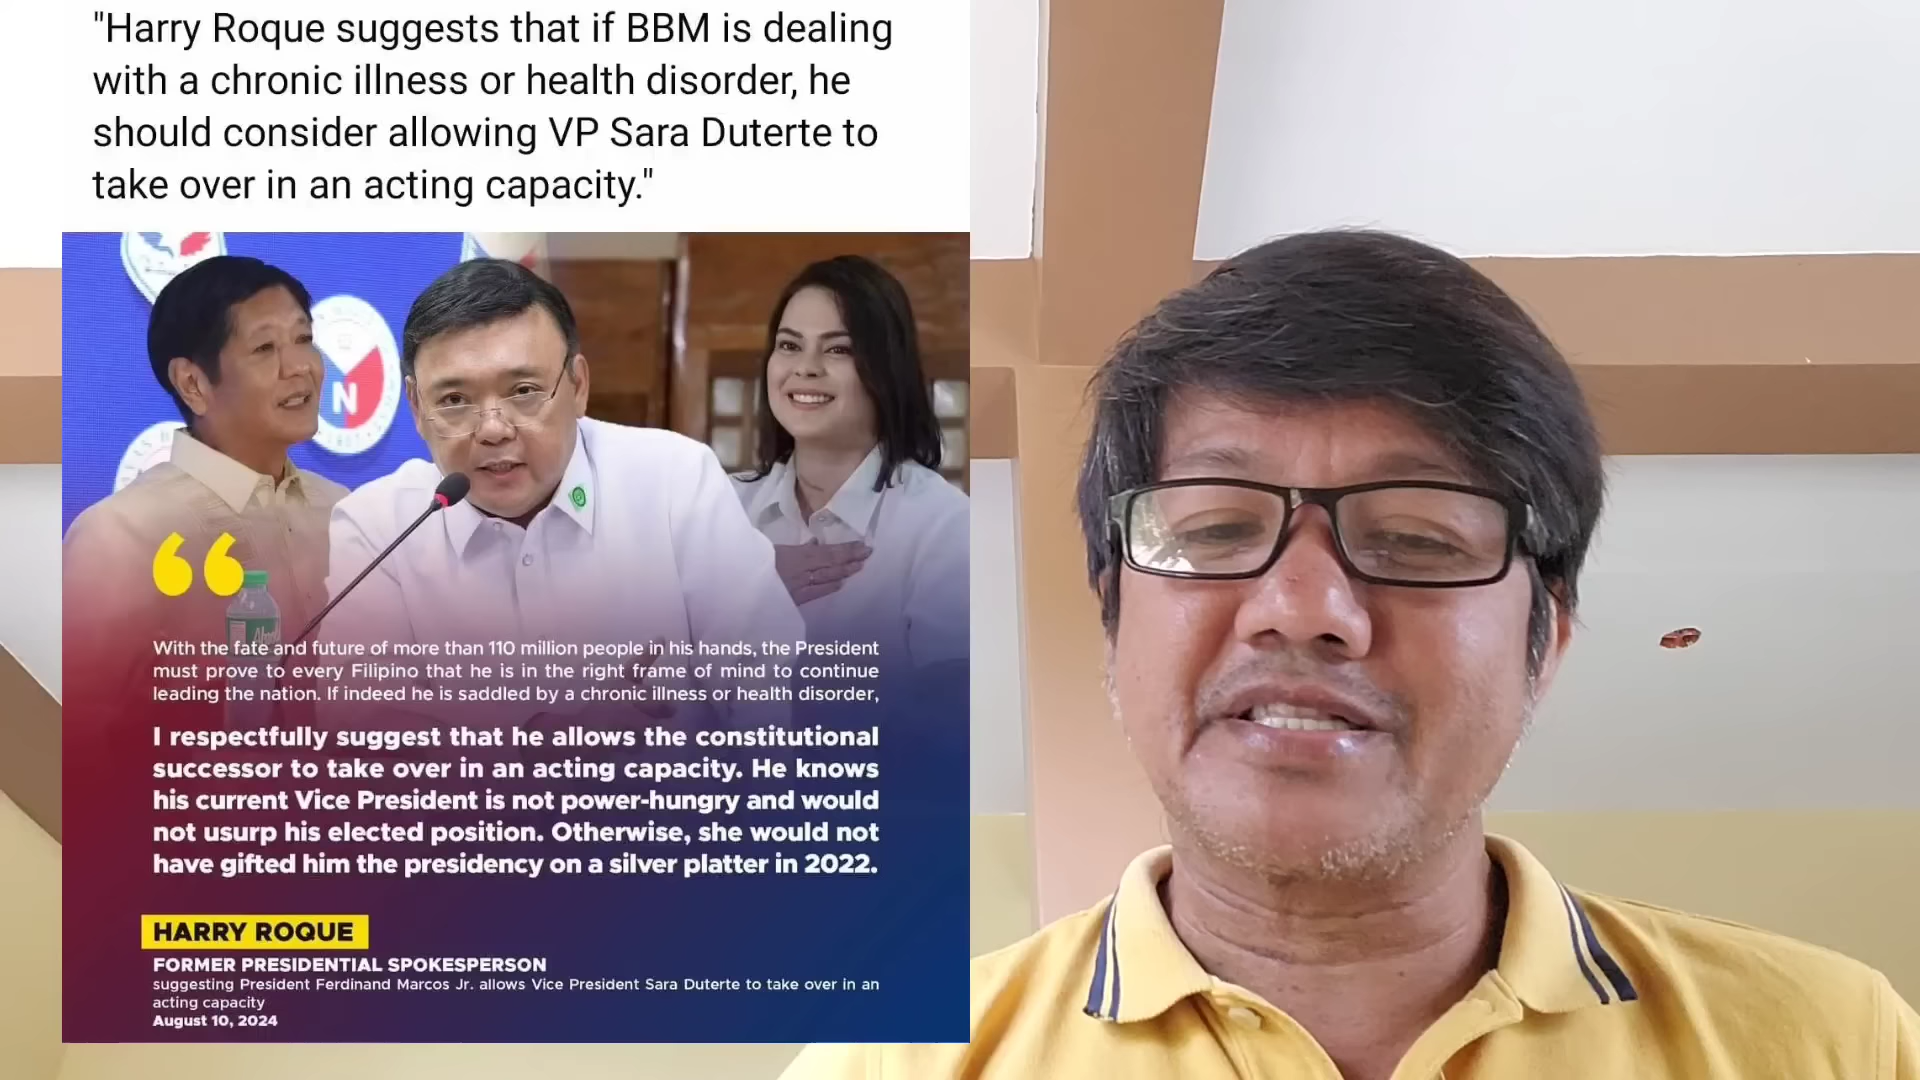 "Harry Roque suggests that if BBM is dealing
with a chronic illness or health disorder, he
should consider allowing VP Sara Duterte to
take over in an acting capacity."
N
With the fate and future of more than 110 million people in his hands, the President
must prove to every Filipino that he is in the right frame of mind to continue
leading the nation. If indeed he is saddled by a chronic illness or health disorder,
I respectfully suggest that he allows the constitutional
successor to take over in an acting capacity. He knows
his current Vice President is not power-hungry and would
not usurp his elected position. Otherwise, she would not
have gifted him the presidency on a silver platter in 2022.
HARRY ROQUE
FORMER PRESIDENTIAL SPOKESPERSON
suggesting President Ferdinand Marcos Jr. allows Vice President Sara Duterte to take over in an
acting capacity
August 10, 2024